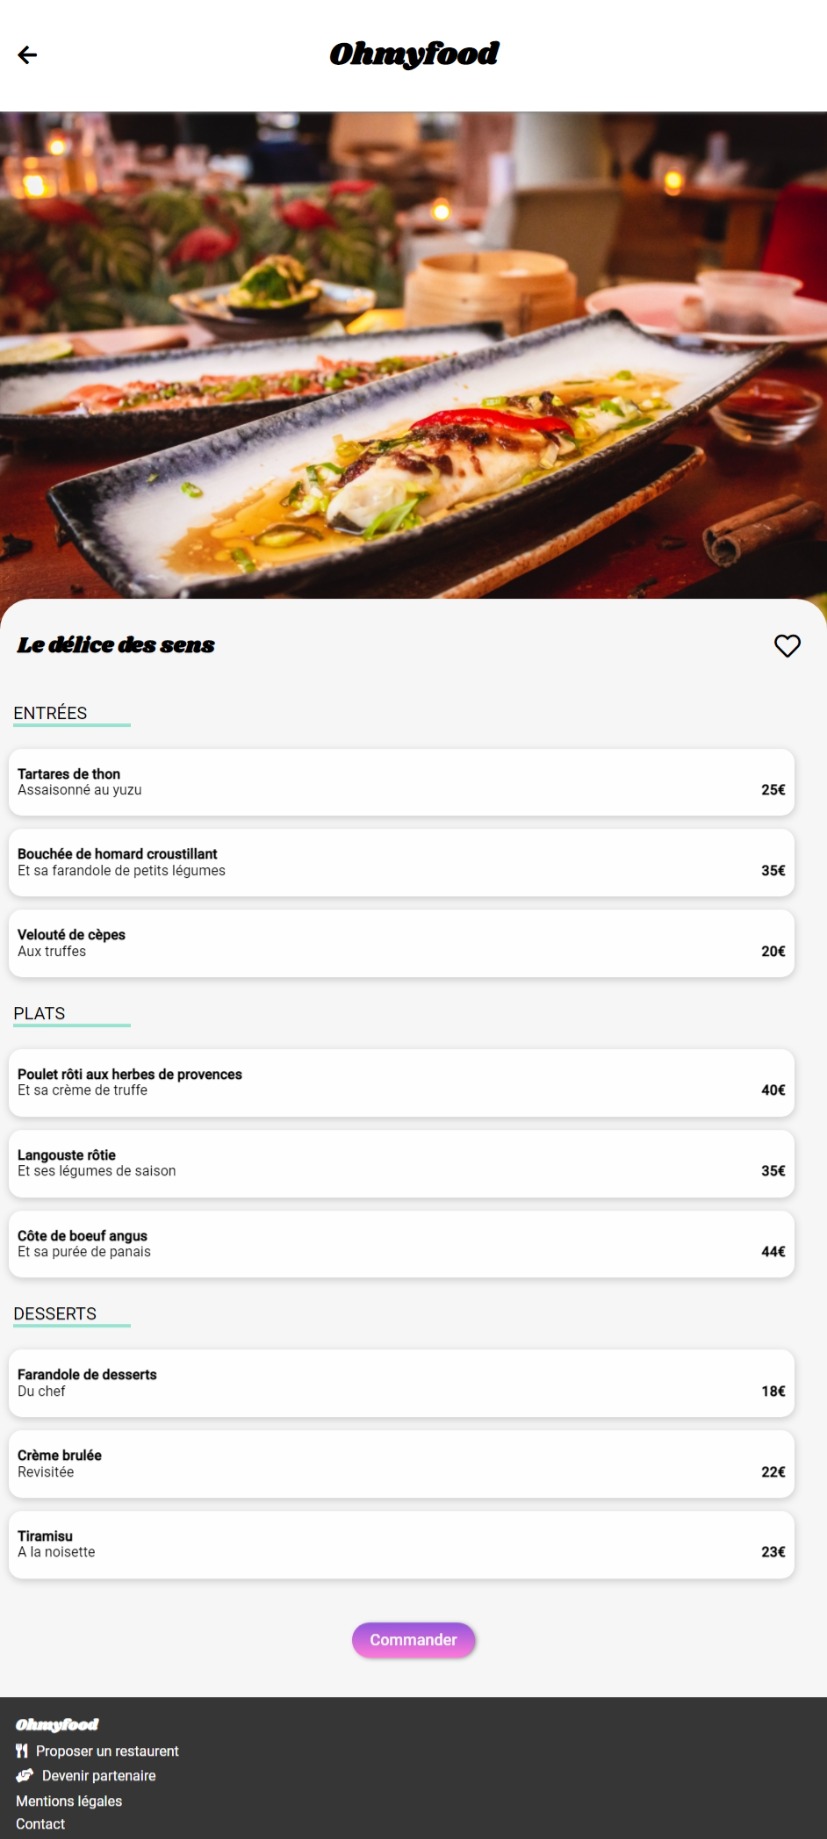 Ohmyfood
Le délice des sens
ENTRÉES
Tartares de thon
Assaisonné au yuzu
25€
Bouchée de homard croustillant
Et sa farandole de petits légumes
35€
Velouté de cèpes
Aux truffes
20€
PLATS
Poulet rôti aux herbes de provences
Et sa crème de truffe
40€
Langouste rôtie
Et ses légumes de saison
35€
Côte de boeuf angus
Et sa purée de panais
44€
DESSERTS
Farandole de desserts
Du chef
18€
Crème brulée
Revisitée
22€
Tiramisu
A la noisette
23€
Commander
Ohmyfood
Proposer un restaurent
Devenir partenaire
Mentions légales
Contact